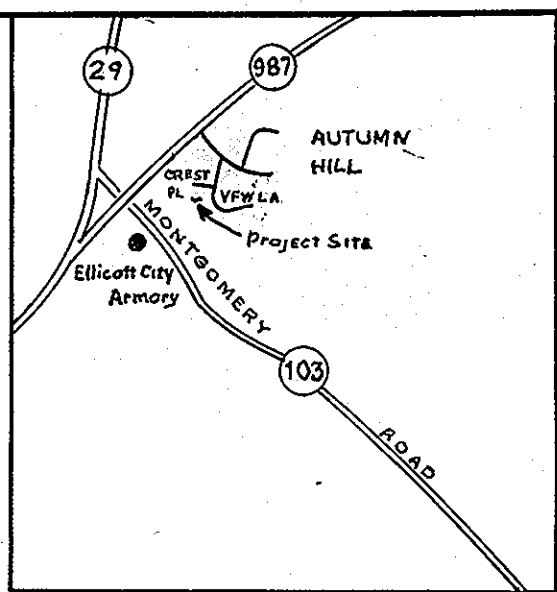 29
987
AUTUMN
HILL
CREST
PL
VFW LA.
Project Site
MONTGOMERY
Ellicott City
Armory
103
ROAD